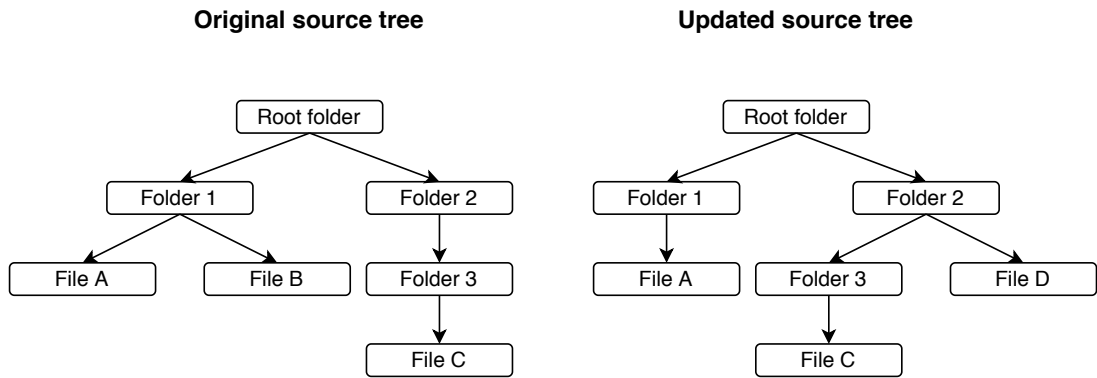 Original source tree
Updated source tree
Root folder
Root folder
Folder 1
Folder 2
Folder 1
Folder 2
File A
File B
Folder 3
File A
Folder 3
File D
File C
File C